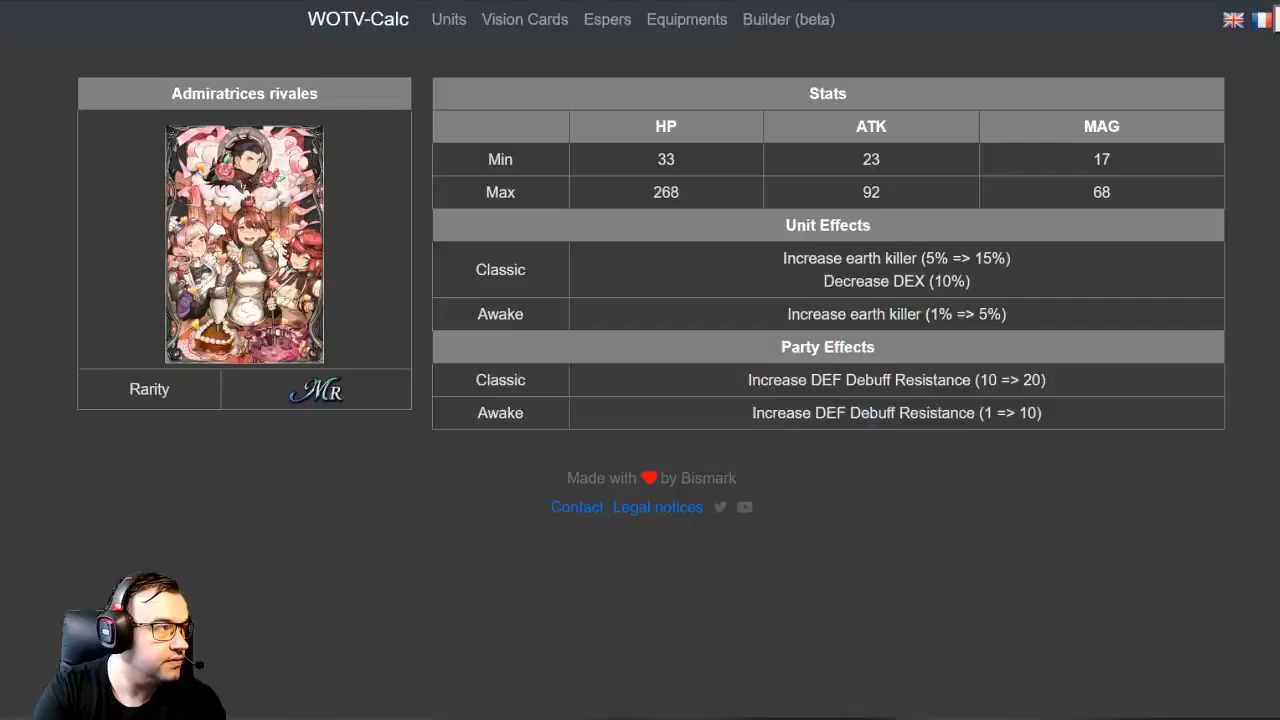 WOTV-Calc Units Vision Cards Espers Equipments Builder (beta)
Admiratrices rivales
Rarity MR
Stats
HP ATK MAG
Min 33 23 17
Max 268 92 68
Unit Effects
Classic Increase earth killer (5% => 15%)
Decrease DEX (10%)
Awake Increase earth killer (1% => 5%)
Party Effects
Classic Increase DEF Debuff Resistance (10 => 20)
Awake Increase DEF Debuff Resistance (1 => 10)
Made with by Bismark
Contact Legal notices